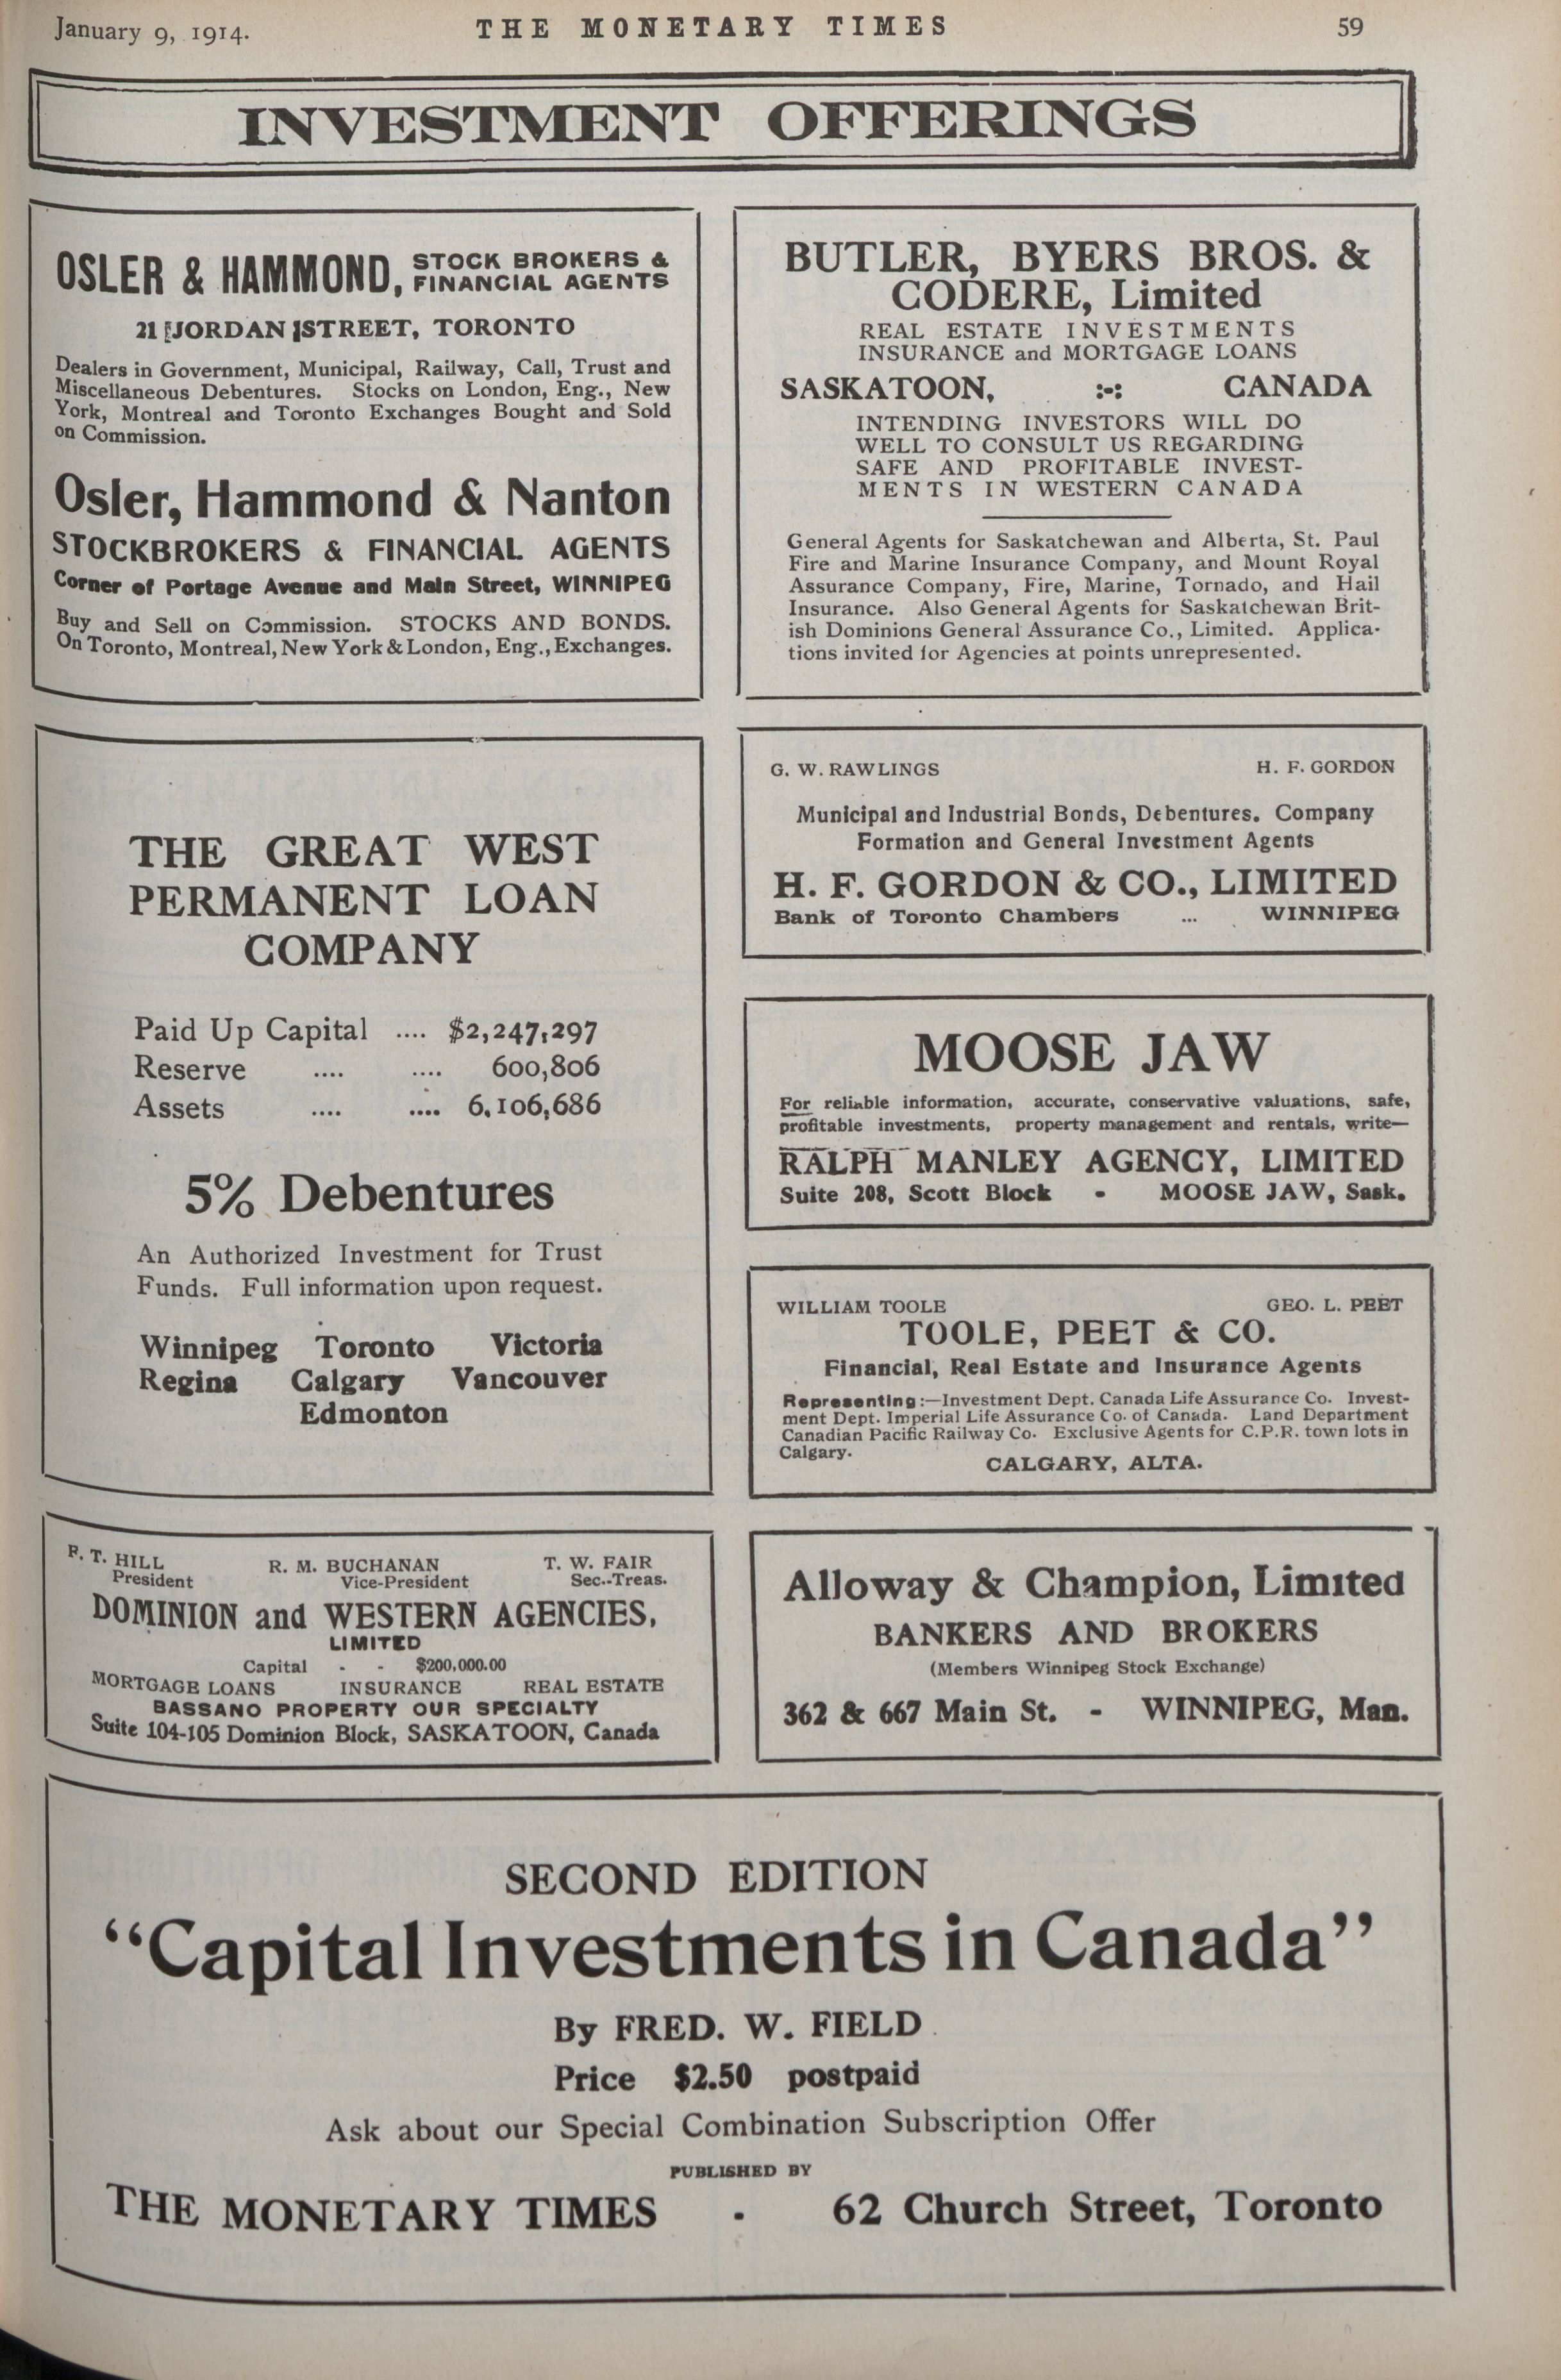 January 9, 1914.
THE MONETARY TIMES
59
INVESTMENT OFFERINGS
OSLER & HAMMOND, STOCK BROKERS & FINANCIAL AGENTS
21 JORDAN STREET, TORONTO
Dealers in Government, Municipal, Railway, Call, Trust and
Miscellaneous Debentures. Stocks on London, Eng., New
York, Montreal and Toronto Exchanges Bought and Sold
on Commission.
Osler, Hammond & Nanton
STOCKBROKERS & FINANCIAL AGENTS
Corner of Portage Avenue and Main Street, WINNIPEG
Buy and Sell on Commission. STOCKS AND BONDS.
On Toronto, Montreal, New York & London, Eng., Exchanges.
BUTLER, BYERS BROS. &
CODERE, Limited
REAL ESTATE INVESTMENTS
INSURANCE and MORTGAGE LOANS
SASKATOON, :-: CANADA
INTENDING INVESTORS WILL DO
WELL TO CONSULT US REGARDING
SAFE AND PROFITABLE INVEST-
MENTS IN WESTERN CANADA
General Agents for Saskatchewan and Alberta, St. Paul
Fire and Marine Insurance Company, and Mount Royal
Assurance Company, Fire, Marine, Tornado, and Hail
Insurance. Also General Agents for Saskatchewan Brit-
ish Dominions General Assurance Co., Limited. Applica-
tions invited for Agencies at points unrepresented.
THE GREAT WEST
PERMANENT LOAN
COMPANY
Paid Up Capital .... $2,247,297
Reserve .... .... 600,806
Assets .... .... 6,106,686
5% Debentures
An Authorized Investment for Trust
Funds. Full information upon request.
Winnipeg Toronto Victoria
Regina Calgary Vancouver
Edmonton
G. W. RAWLINGS H. F. GORDON
Municipal and Industrial Bonds, Debentures. Company
Formation and General Investment Agents
H. F. GORDON & CO., LIMITED
Bank of Toronto Chambers ... WINNIPEG
MOOSE JAW
For reliable information, accurate, conservative valuations, safe,
profitable investments, property management and rentals, write—
RALPH MANLEY AGENCY, LIMITED
Suite 208, Scott Block - MOOSE JAW, Sask.
WILLIAM TOOLE GEO. L. PEET
TOOLE, PEET & CO.
Financial, Real Estate and Insurance Agents
Representing:—Investment Dept. Canada Life Assurance Co. Invest-
ment Dept. Imperial Life Assurance Co. of Canada. Land Department
Canadian Pacific Railway Co. Exclusive Agents for C.P.R. town lots in
Calgary.
CALGARY, ALTA.
F. T. HILL R. M. BUCHANAN T. W. FAIR
President Vice-President Sec.-Treas.
DOMINION and WESTERN AGENCIES,
LIMITED
Capital - - $200,000.00
MORTGAGE LOANS INSURANCE REAL ESTATE
BASSANO PROPERTY OUR SPECIALTY
Suite 104-105 Dominion Block, SASKATOON, Canada
Alloway & Champion, Limited
BANKERS AND BROKERS
(Members Winnipeg Stock Exchange)
362 & 667 Main St. - WINNIPEG, Man.
SECOND EDITION
"Capital Investments in Canada"
By FRED. W. FIELD
Price $2.50 postpaid
Ask about our Special Combination Subscription Offer
PUBLISHED BY
THE MONETARY TIMES - 62 Church Street, Toronto